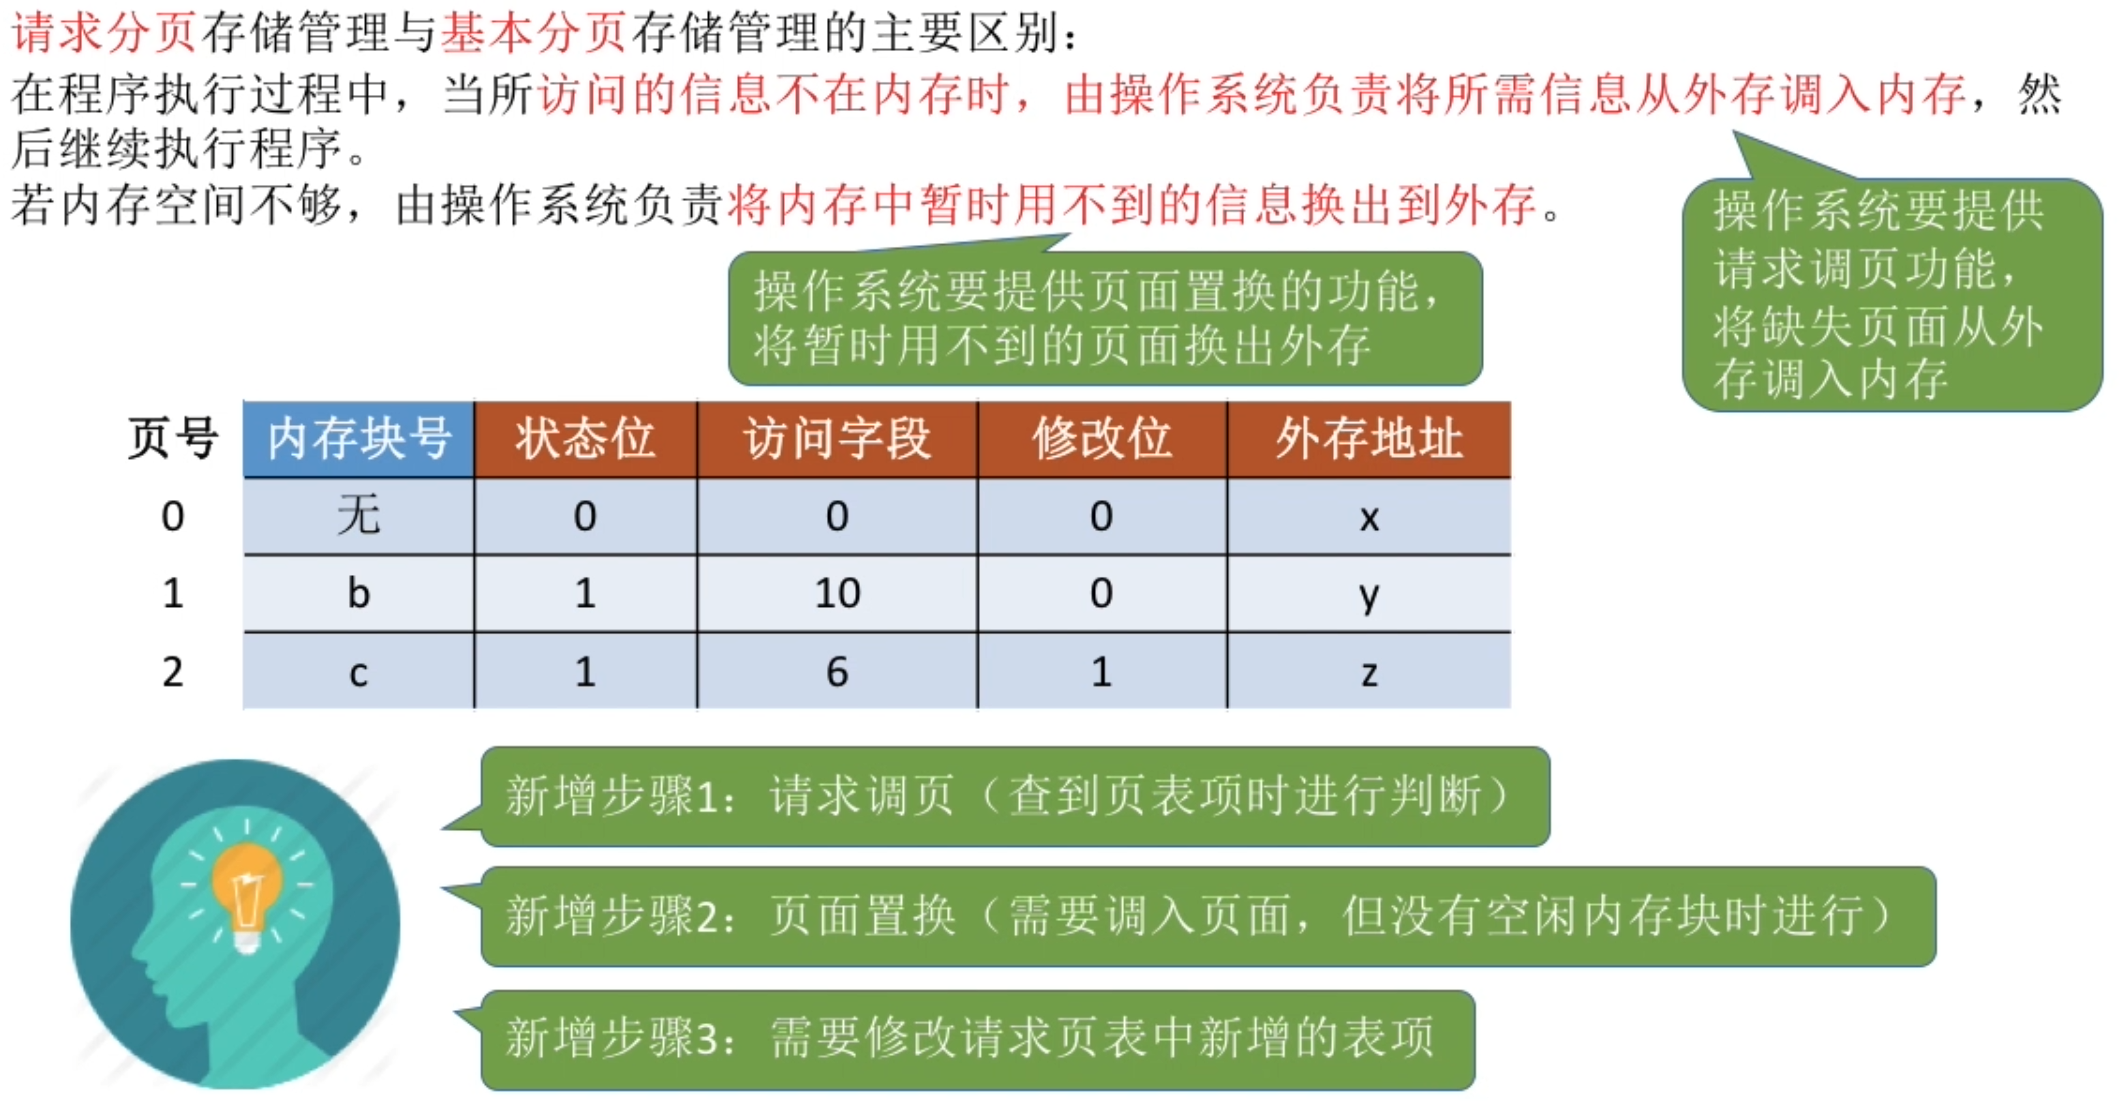 请求分页存储管理与基本分页存储管理的主要区别：
在程序执行过程中，当所访问的信息不在内存时，由操作系统负责将所需信息从外存调入内存，然
后继续执行程序。
若内存空间不够，由操作系统负责将内存中暂时用不到的信息换出到外存。
操作系统要提供
请求调页功能，
将缺失页面从外
存调入内存
操作系统要提供页面置换的功能，
将暂时用不到的页面换出外存
页号 内存块号 状态位 访问字段 修改位 外存地址
0 无 0 0 0 x
1 b 1 10 0 y
2 c 1 6 1 z
新增步骤1：请求调页（查到页表项时进行判断）
新增步骤2：页面置换（需要调入页面，但没有空闲内存块时进行）
新增步骤3：需要修改请求页表中新增的表项